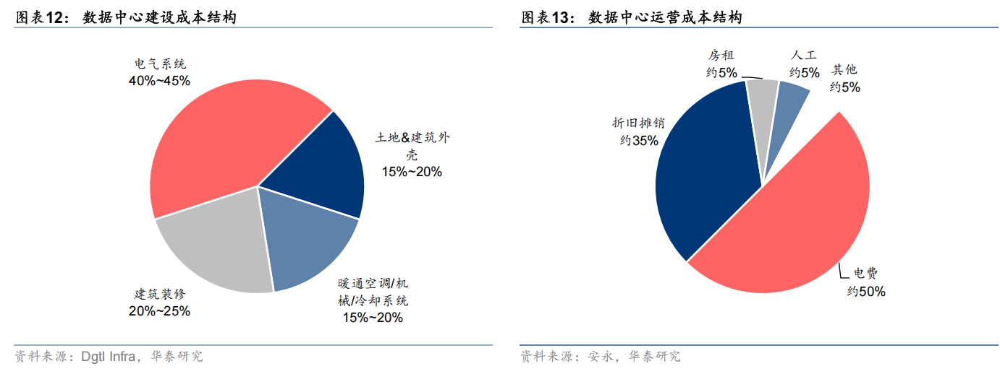 图表12： 数据中心建设成本结构
电气系统
40%~45%
土地&建筑外
壳
15%~20%
暖通空调/机
械/冷却系统
15%~20%
建筑装修
20%~25%
资料来源：Dgtl Infra，华泰研究
图表13： 数据中心运营成本结构
房租
约5%
人工
约5%
其他
约5%
折旧摊销
约35%
电费
约50%
资料来源：安永，华泰研究